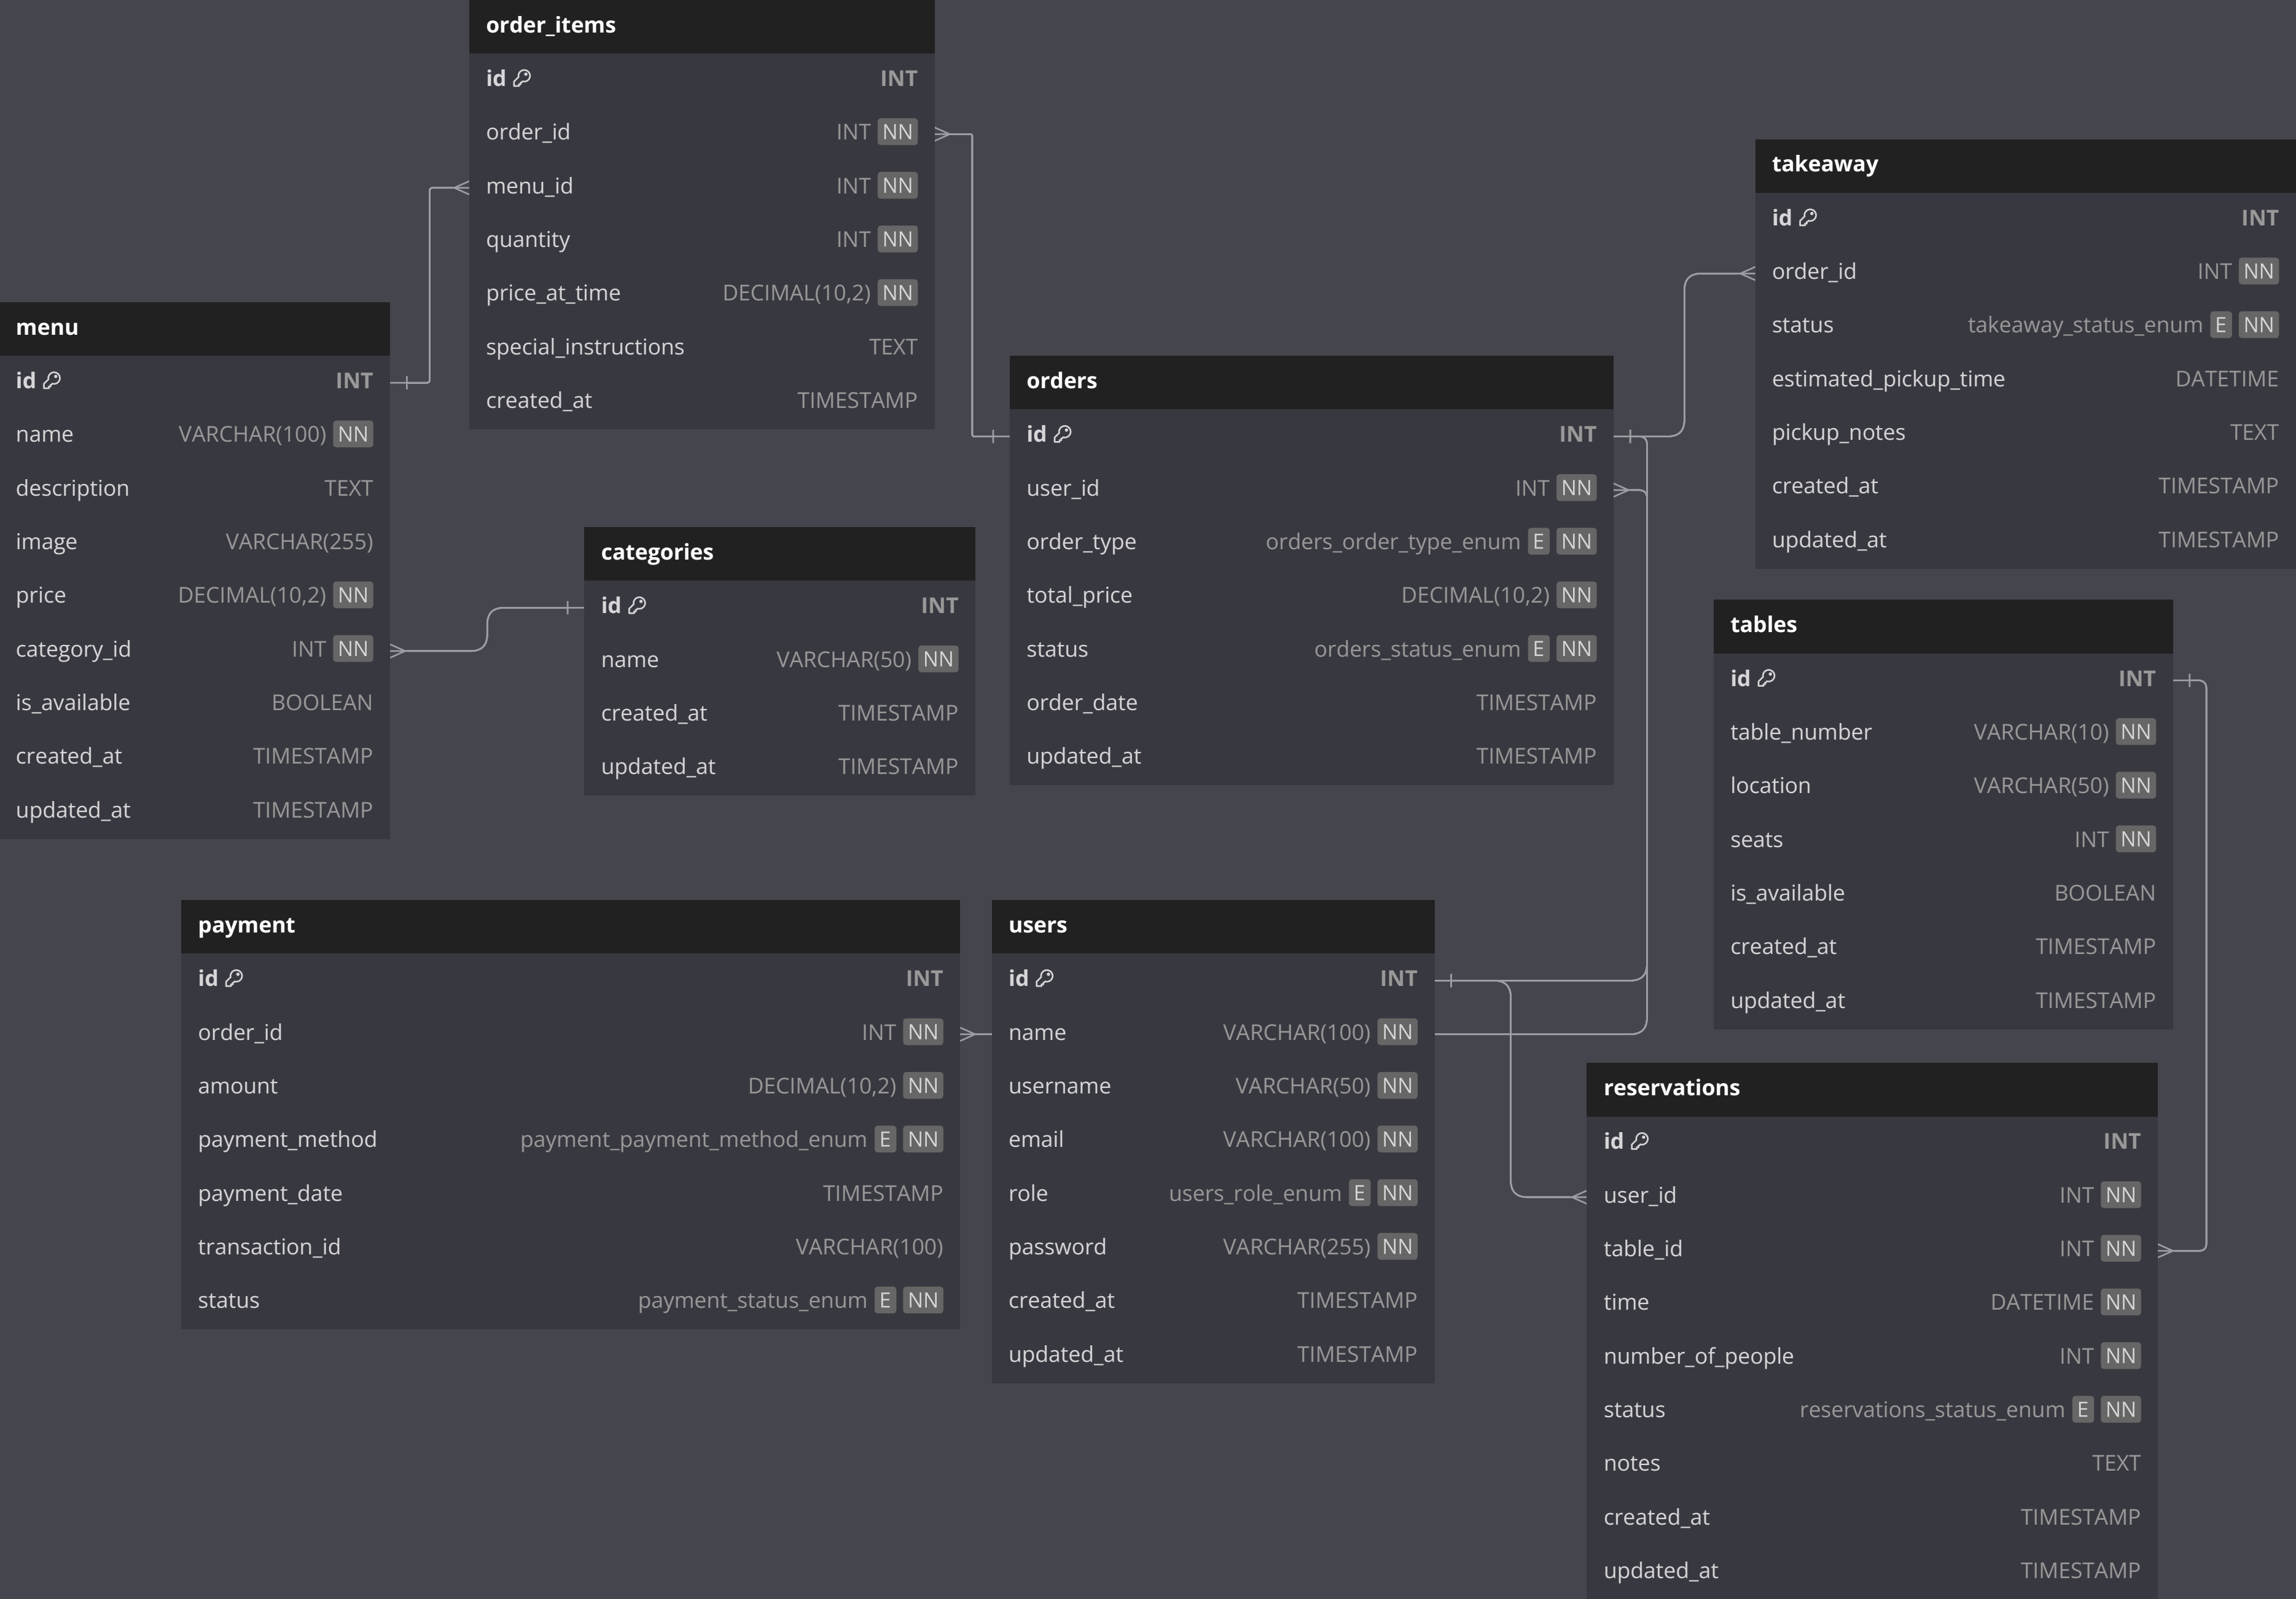 order_items
id INT
order_id INT NN
menu_id INT NN
quantity INT NN
price_at_time DECIMAL(10,2) NN
special_instructions TEXT
created_at TIMESTAMP
takeaway
id INT
order_id INT NN
status takeaway_status_enum E NN
estimated_pickup_time DATETIME
pickup_notes TEXT
created_at TIMESTAMP
updated_at TIMESTAMP
menu
id INT
name VARCHAR(100) NN
description TEXT
image VARCHAR(255)
price DECIMAL(10,2) NN
category_id INT NN
is_available BOOLEAN
created_at TIMESTAMP
updated_at TIMESTAMP
orders
id INT
user_id INT NN
order_type orders_order_type_enum E NN
total_price DECIMAL(10,2) NN
status orders_status_enum E NN
order_date TIMESTAMP
updated_at TIMESTAMP
categories
id INT
name VARCHAR(50) NN
created_at TIMESTAMP
updated_at TIMESTAMP
tables
id INT
table_number VARCHAR(10) NN
location VARCHAR(50) NN
seats INT NN
is_available BOOLEAN
created_at TIMESTAMP
updated_at TIMESTAMP
payment
id INT
order_id INT NN
amount DECIMAL(10,2) NN
payment_method payment_payment_method_enum E NN
payment_date TIMESTAMP
transaction_id VARCHAR(100)
status payment_status_enum E NN
users
id INT
name VARCHAR(100) NN
username VARCHAR(50) NN
email VARCHAR(100) NN
role users_role_enum E NN
password VARCHAR(255) NN
created_at TIMESTAMP
updated_at TIMESTAMP
reservations
id INT
user_id INT NN
table_id INT NN
time DATETIME NN
number_of_people INT NN
status reservations_status_enum E NN
notes TEXT
created_at TIMESTAMP
updated_at TIMESTAMP